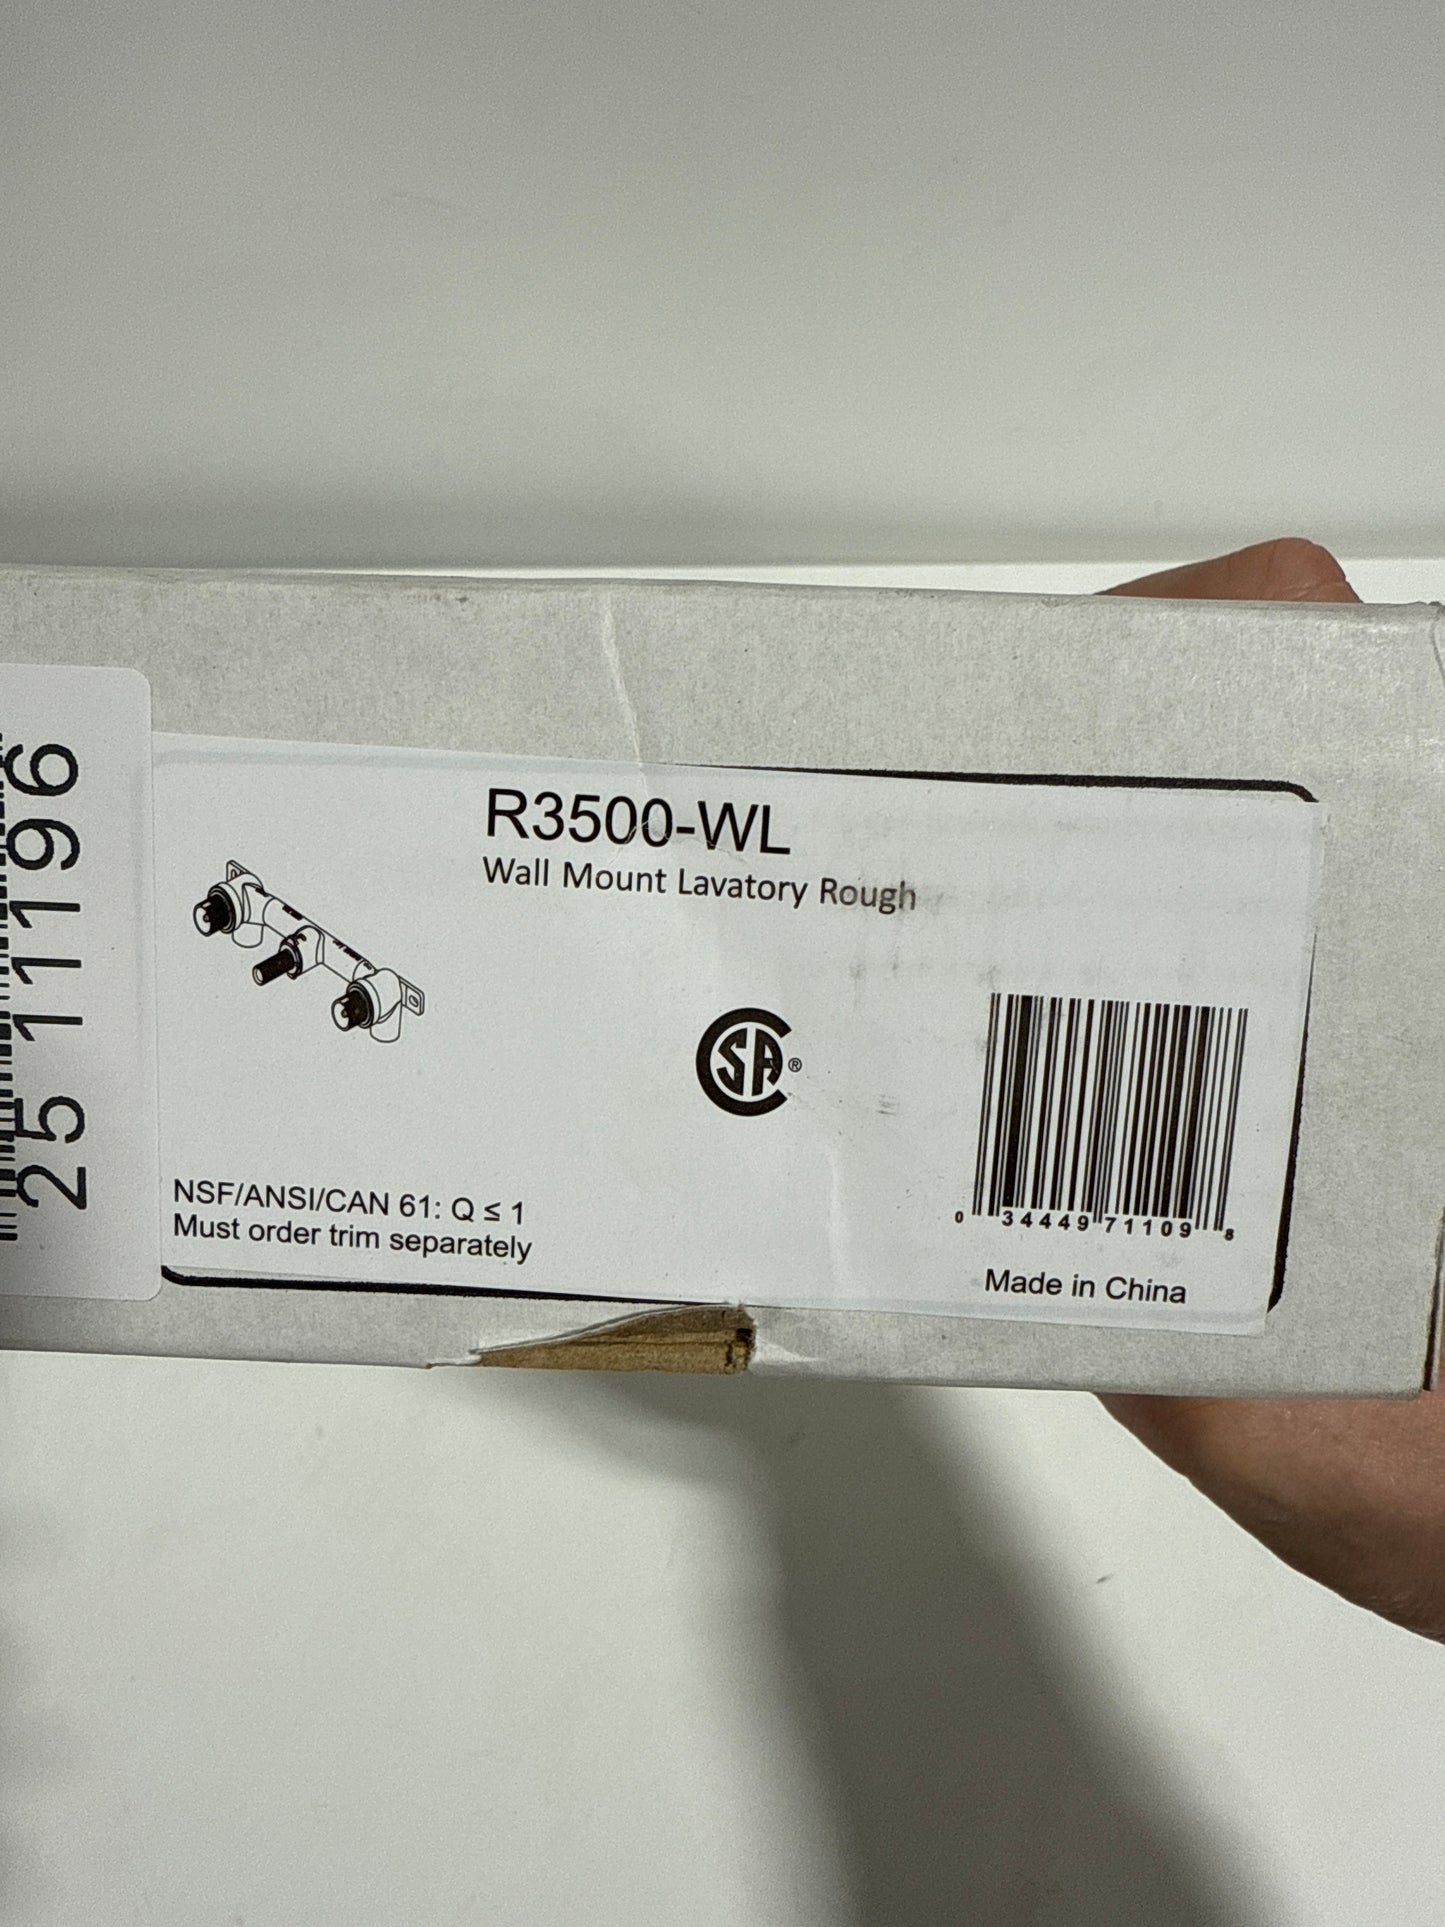 25 11196
R3500-WL
Wall Mount Lavatory Rough
CSA®
NSF/ANSI/CAN 61: Q ≤ 1
Must order trim separately
0 34449 71109 8
Made in China